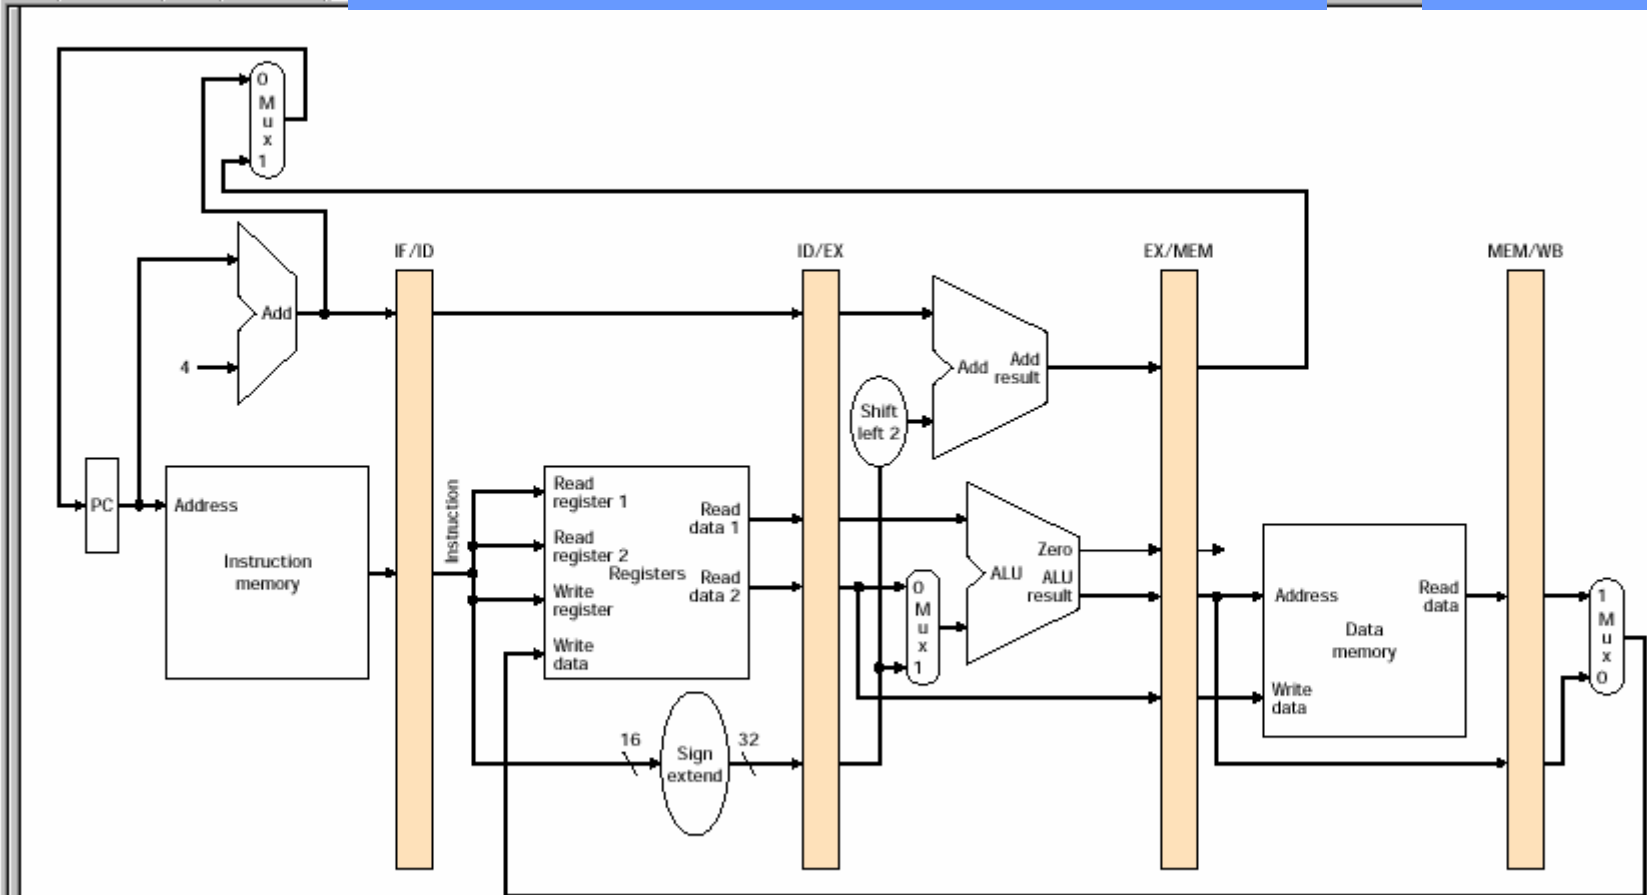 0
M
u
x
1
IF/ID
ID/EX
EX/MEM
MEM/WB
Add
4
Add
Add
result
Shift
left 2
PC
Address
Instruction
memory
Instruction
Read
register 1
Read
register 2
Write
register
Write
data
Registers
Read
data 1
Read
data 2
16
Sign
extend
32
0
M
u
x
1
Zero
ALU
ALU
result
Address
Read
data
Data
memory
Write
data
1
M
u
x
0